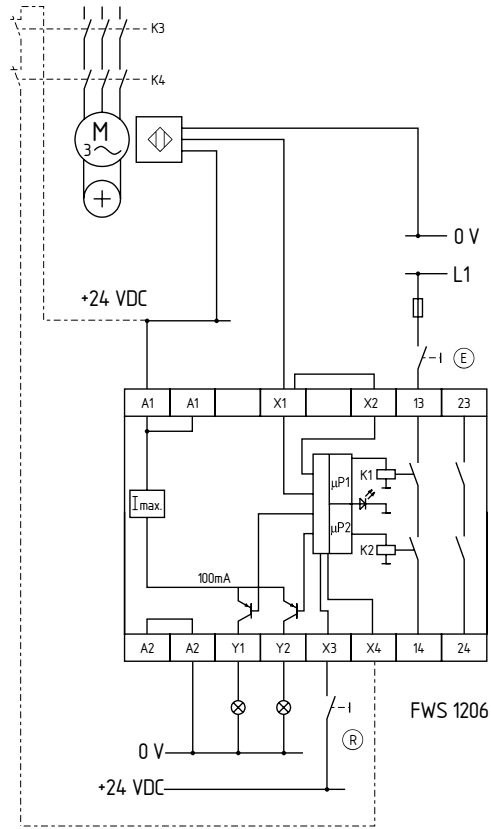 K3
K4
M
3
0 V
L1
+24 VDC
E
A1 A1 X1 X2 13 23
µP1
K1
I max.
µP2
K2
100mA
A2 A2 Y1 Y2 X3 X4 14 24
FWS 1206
R
0 V
+24 VDC